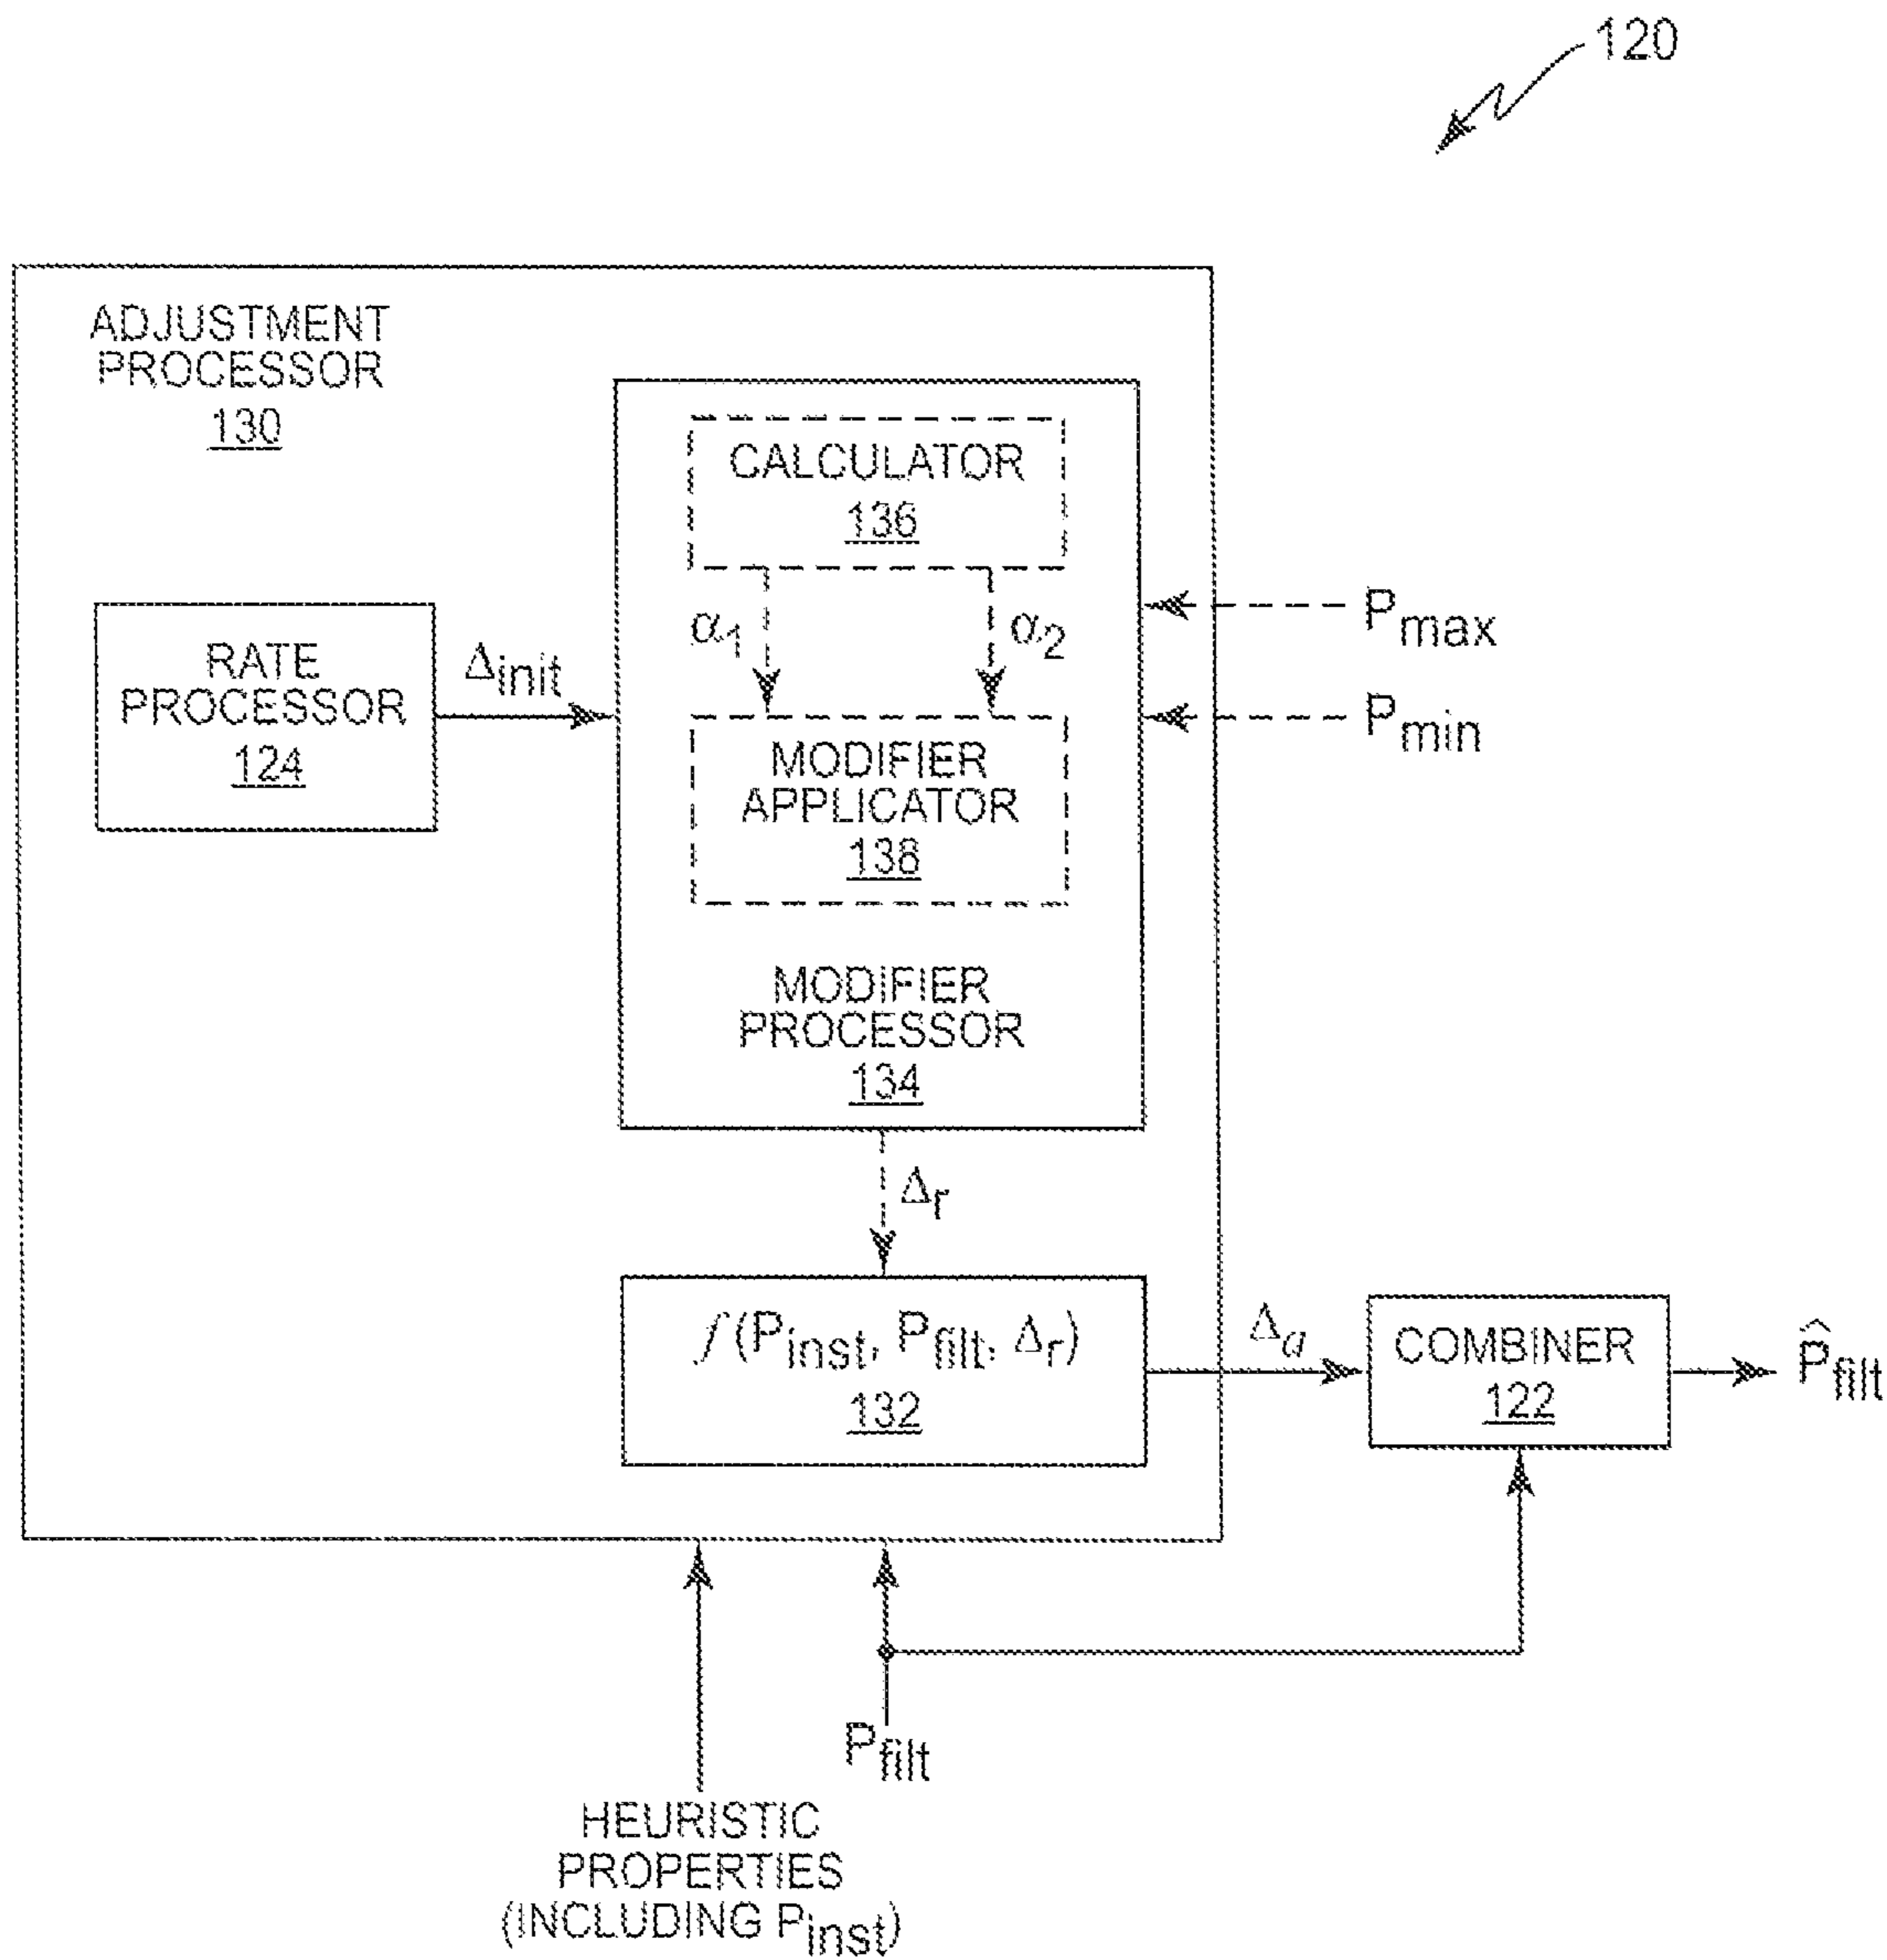 120
ADJUSTMENT
PROCESSOR
130
CALCULATOR
136
α1
α2
Pmax
Pmin
RATE
PROCESSOR
124
Δinit
MODIFIER
APPLICATOR
138
MODIFIER
PROCESSOR
134
Δr
f (Pinst, Pfilt, Δr)
132
Δa
COMBINER
122
P̂filt
Pfilt
HEURISTIC
PROPERTIES
(INCLUDING Pinst)